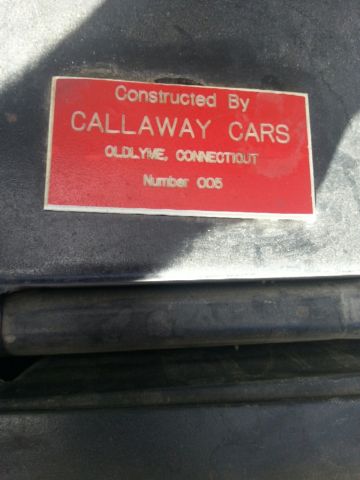 Constructed By
CALLAWAY CARS
OLDLYME, CONNECTICUT
Number 005